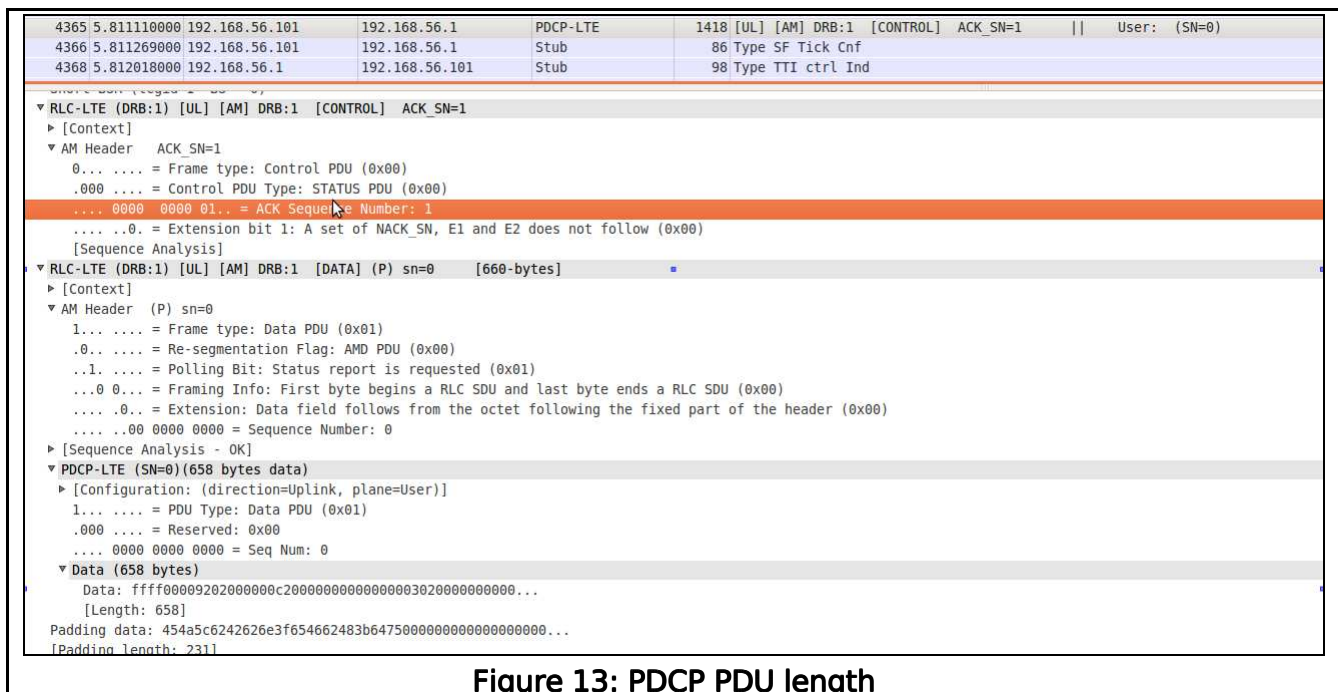 4365 5.811110000 192.168.56.101 192.168.56.1 PDCP-LTE 1418 [UL] [AM] DRB:1 [CONTROL] ACK_SN=1 || User: (SN=0)
4366 5.811269000 192.168.56.101 192.168.56.1 Stub 86 Type SF Tick Cnf
4368 5.812018000 192.168.56.1 192.168.56.101 Stub 98 Type TTI ctrl Ind
RLC-LTE (DRB:1) [UL] [AM] DRB:1 [CONTROL] ACK_SN=1
[Context]
AM Header ACK_SN=1
0... .... = Frame type: Control PDU (0x00)
.000 .... = Control PDU Type: STATUS PDU (0x00)
.... 0000 0000 01.. = ACK Sequence Number: 1
.... ..0. = Extension bit 1: A set of NACK_SN, E1 and E2 does not follow (0x00)
[Sequence Analysis]
RLC-LTE (DRB:1) [UL] [AM] DRB:1 [DATA] (P) sn=0 [660-bytes]
[Context]
AM Header (P) sn=0
1... .... = Frame type: Data PDU (0x01)
.0.. .... = Re-segmentation Flag: AMD PDU (0x00)
..1. .... = Polling Bit: Status report is requested (0x01)
...0 0... = Framing Info: First byte begins a RLC SDU and last byte ends a RLC SDU (0x00)
.... .0.. = Extension: Data field follows from the octet following the fixed part of the header (0x00)
.... ..00 0000 0000 = Sequence Number: 0
[Sequence Analysis - OK]
PDCP-LTE (SN=0)(658 bytes data)
[Configuration: (direction=Uplink, plane=User)]
1... .... = PDU Type: Data PDU (0x01)
.000 .... = Reserved: 0x00
.... 0000 0000 0000 = Seq Num: 0
Data (658 bytes)
Data: ffff00009202000000c20000000000000003020000000000...
[Length: 658]
Padding data: 454a5c6242626e3f654662483b6475000000000000000000...
[Padding length: 231]
Figure 13: PDCP PDU length